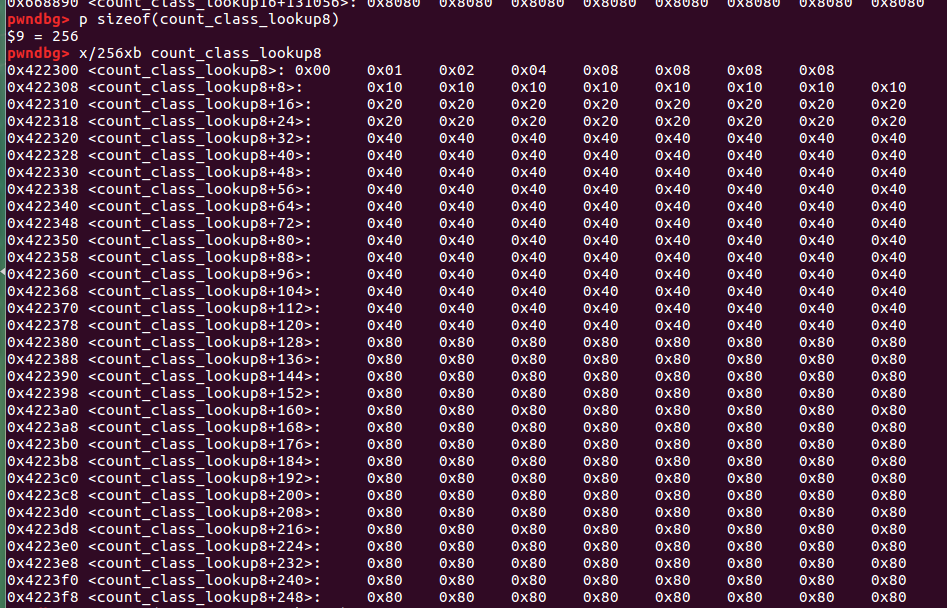 0x668890 <count_class_lookup16+131056>: 0x8080 0x8080 0x8080 0x8080 0x8080 0x8080 0x8080 0x8080
pwndbg> p sizeof(count_class_lookup8)
$9 = 256
pwndbg> x/256xb count_class_lookup8
0x422300 <count_class_lookup8>: 0x00 0x01 0x02 0x04 0x08 0x08 0x08 0x08
0x422308 <count_class_lookup8+8>: 0x10 0x10 0x10 0x10 0x10 0x10 0x10 0x10
0x422310 <count_class_lookup8+16>: 0x20 0x20 0x20 0x20 0x20 0x20 0x20 0x20
0x422318 <count_class_lookup8+24>: 0x20 0x20 0x20 0x20 0x20 0x20 0x20 0x20
0x422320 <count_class_lookup8+32>: 0x40 0x40 0x40 0x40 0x40 0x40 0x40 0x40
0x422328 <count_class_lookup8+40>: 0x40 0x40 0x40 0x40 0x40 0x40 0x40 0x40
0x422330 <count_class_lookup8+48>: 0x40 0x40 0x40 0x40 0x40 0x40 0x40 0x40
0x422338 <count_class_lookup8+56>: 0x40 0x40 0x40 0x40 0x40 0x40 0x40 0x40
0x422340 <count_class_lookup8+64>: 0x40 0x40 0x40 0x40 0x40 0x40 0x40 0x40
0x422348 <count_class_lookup8+72>: 0x40 0x40 0x40 0x40 0x40 0x40 0x40 0x40
0x422350 <count_class_lookup8+80>: 0x40 0x40 0x40 0x40 0x40 0x40 0x40 0x40
0x422358 <count_class_lookup8+88>: 0x40 0x40 0x40 0x40 0x40 0x40 0x40 0x40
0x422360 <count_class_lookup8+96>: 0x40 0x40 0x40 0x40 0x40 0x40 0x40 0x40
0x422368 <count_class_lookup8+104>: 0x40 0x40 0x40 0x40 0x40 0x40 0x40 0x40
0x422370 <count_class_lookup8+112>: 0x40 0x40 0x40 0x40 0x40 0x40 0x40 0x40
0x422378 <count_class_lookup8+120>: 0x40 0x40 0x40 0x40 0x40 0x40 0x40 0x40
0x422380 <count_class_lookup8+128>: 0x80 0x80 0x80 0x80 0x80 0x80 0x80 0x80
0x422388 <count_class_lookup8+136>: 0x80 0x80 0x80 0x80 0x80 0x80 0x80 0x80
0x422390 <count_class_lookup8+144>: 0x80 0x80 0x80 0x80 0x80 0x80 0x80 0x80
0x422398 <count_class_lookup8+152>: 0x80 0x80 0x80 0x80 0x80 0x80 0x80 0x80
0x4223a0 <count_class_lookup8+160>: 0x80 0x80 0x80 0x80 0x80 0x80 0x80 0x80
0x4223a8 <count_class_lookup8+168>: 0x80 0x80 0x80 0x80 0x80 0x80 0x80 0x80
0x4223b0 <count_class_lookup8+176>: 0x80 0x80 0x80 0x80 0x80 0x80 0x80 0x80
0x4223b8 <count_class_lookup8+184>: 0x80 0x80 0x80 0x80 0x80 0x80 0x80 0x80
0x4223c0 <count_class_lookup8+192>: 0x80 0x80 0x80 0x80 0x80 0x80 0x80 0x80
0x4223c8 <count_class_lookup8+200>: 0x80 0x80 0x80 0x80 0x80 0x80 0x80 0x80
0x4223d0 <count_class_lookup8+208>: 0x80 0x80 0x80 0x80 0x80 0x80 0x80 0x80
0x4223d8 <count_class_lookup8+216>: 0x80 0x80 0x80 0x80 0x80 0x80 0x80 0x80
0x4223e0 <count_class_lookup8+224>: 0x80 0x80 0x80 0x80 0x80 0x80 0x80 0x80
0x4223e8 <count_class_lookup8+232>: 0x80 0x80 0x80 0x80 0x80 0x80 0x80 0x80
0x4223f0 <count_class_lookup8+240>: 0x80 0x80 0x80 0x80 0x80 0x80 0x80 0x80
0x4223f8 <count_class_lookup8+248>: 0x80 0x80 0x80 0x80 0x80 0x80 0x80 0x80